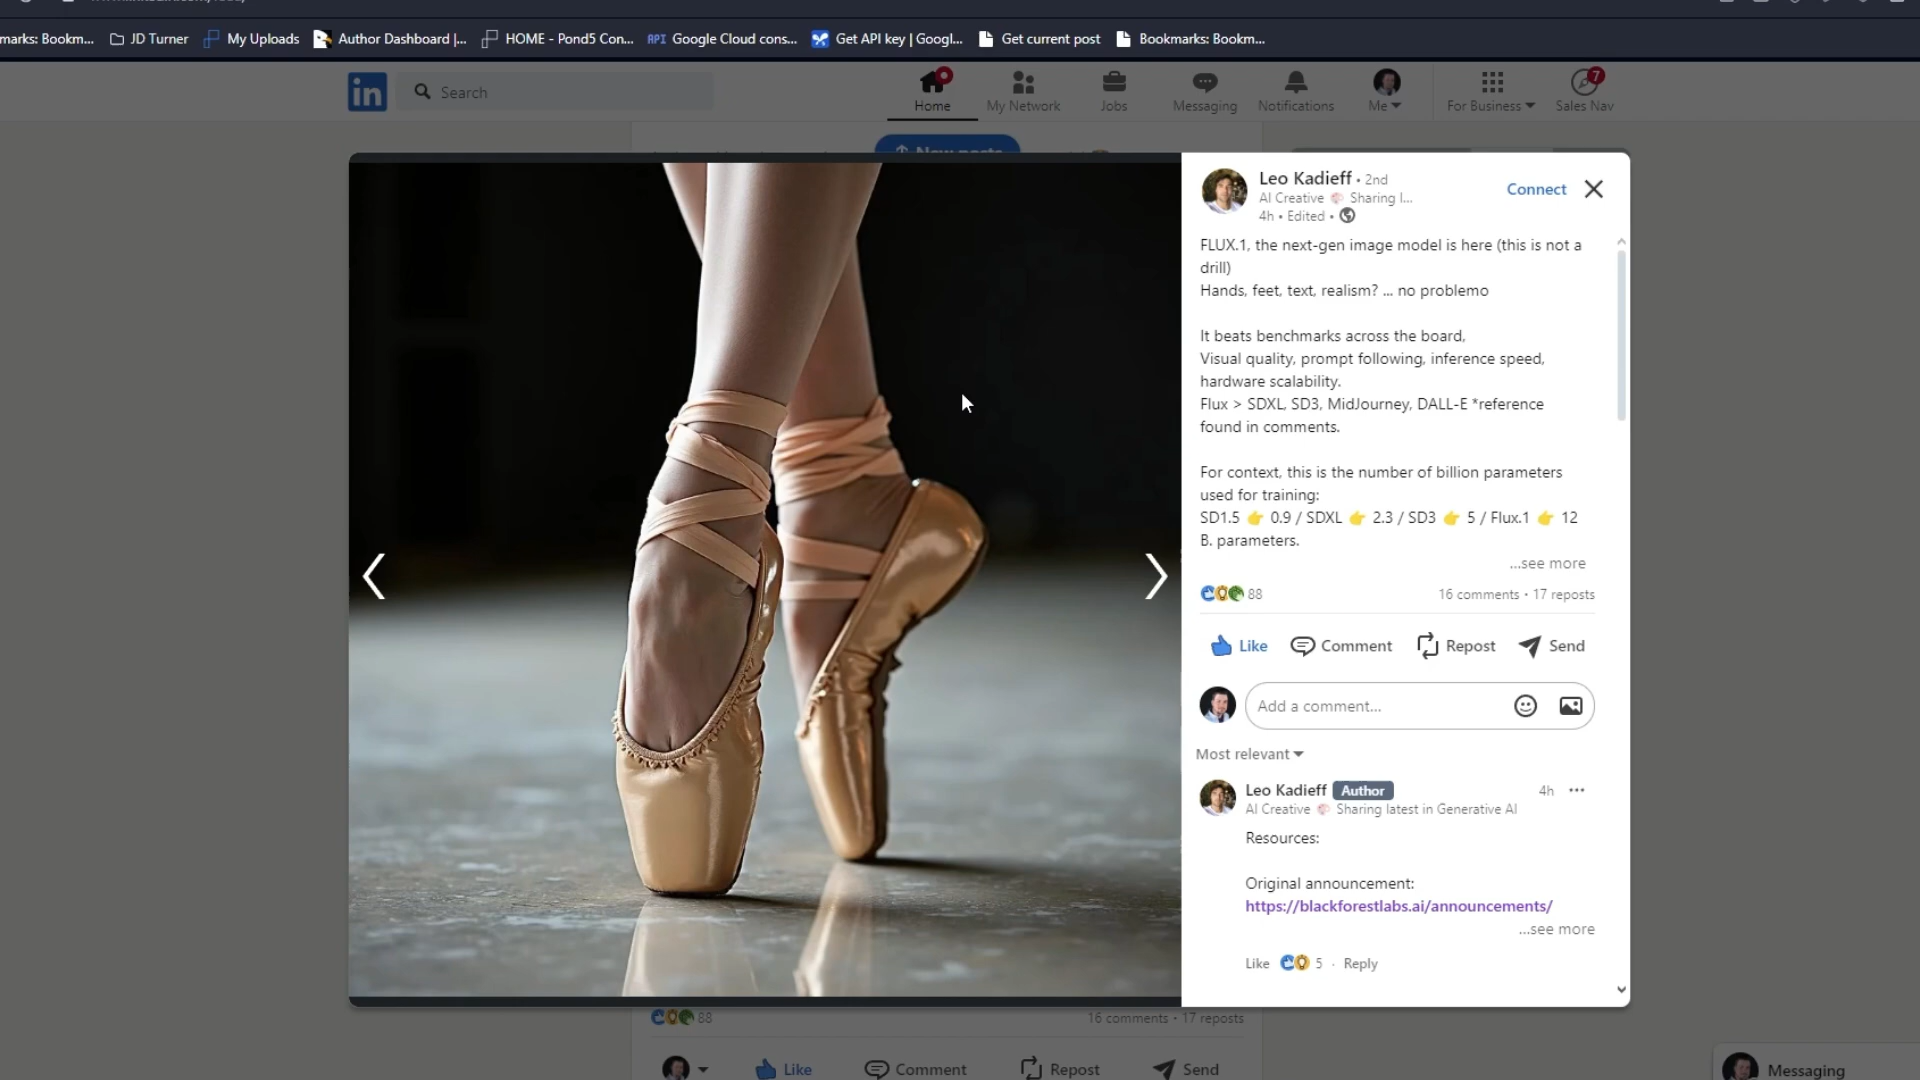 marks: Bookm...
JD Turner
My Uploads
Author Dashboard |...
HOME - Pond5 Con...
API Google Cloud cons...
Get API key | Googl...
Get current post
Bookmarks: Bookm...
in
Search
Home
My Network
Jobs
Messaging
Notifications
Me
For Business
7
Sales Nav
New posts
Leo Kadieff • 2nd
AI Creative Sharing l...
4h • Edited •
Connect
FLUX.1, the next-gen image model is here (this is not a
drill)
Hands, feet, text, realism? ... no problemo
It beats benchmarks across the board,
Visual quality, prompt following, inference speed,
hardware scalability.
Flux > SDXL, SD3, MidJourney, DALL-E *reference
found in comments.
For context, this is the number of billion parameters
used for training:
SD1.5 👉 0.9 / SDXL 👉 2.3 / SD3 👉 5 / Flux.1 👉 12
B. parameters.
...see more
88
16 comments • 17 reposts
Like
Comment
Repost
Send
Add a comment...
Most relevant
Leo Kadieff Author
4h
AI Creative Sharing latest in Generative AI
Resources:
Original announcement:
https://blackforestlabs.ai/announcements/
...see more
Like 5 · Reply
88
16 comments • 17 reposts
Like
Comment
Repost
Send
Messaging